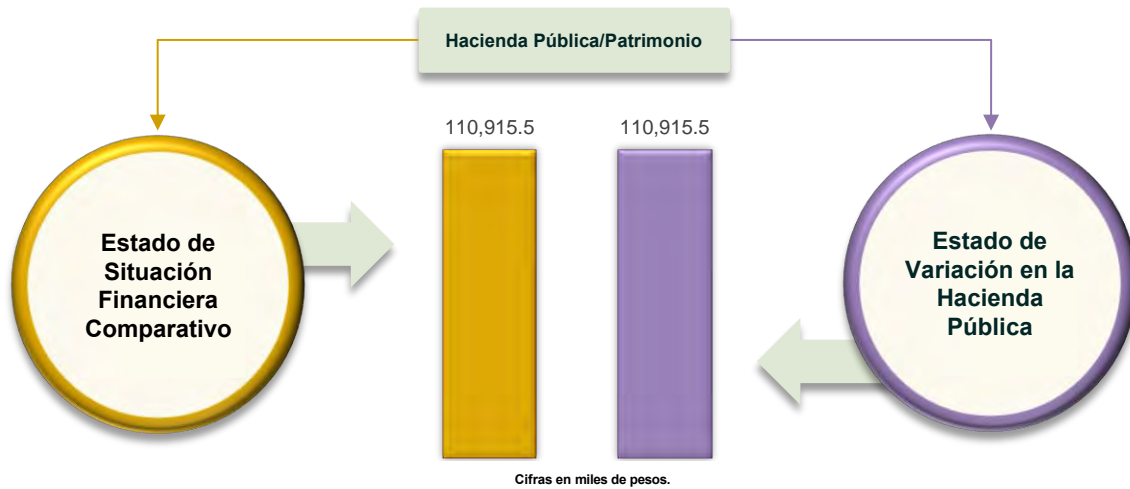 Hacienda Pública/Patrimonio
110,915.5
110,915.5
Estado de
Situación
Financiera
Comparativo
Estado de
Variación en la
Hacienda
Pública
Cifras en miles de pesos.